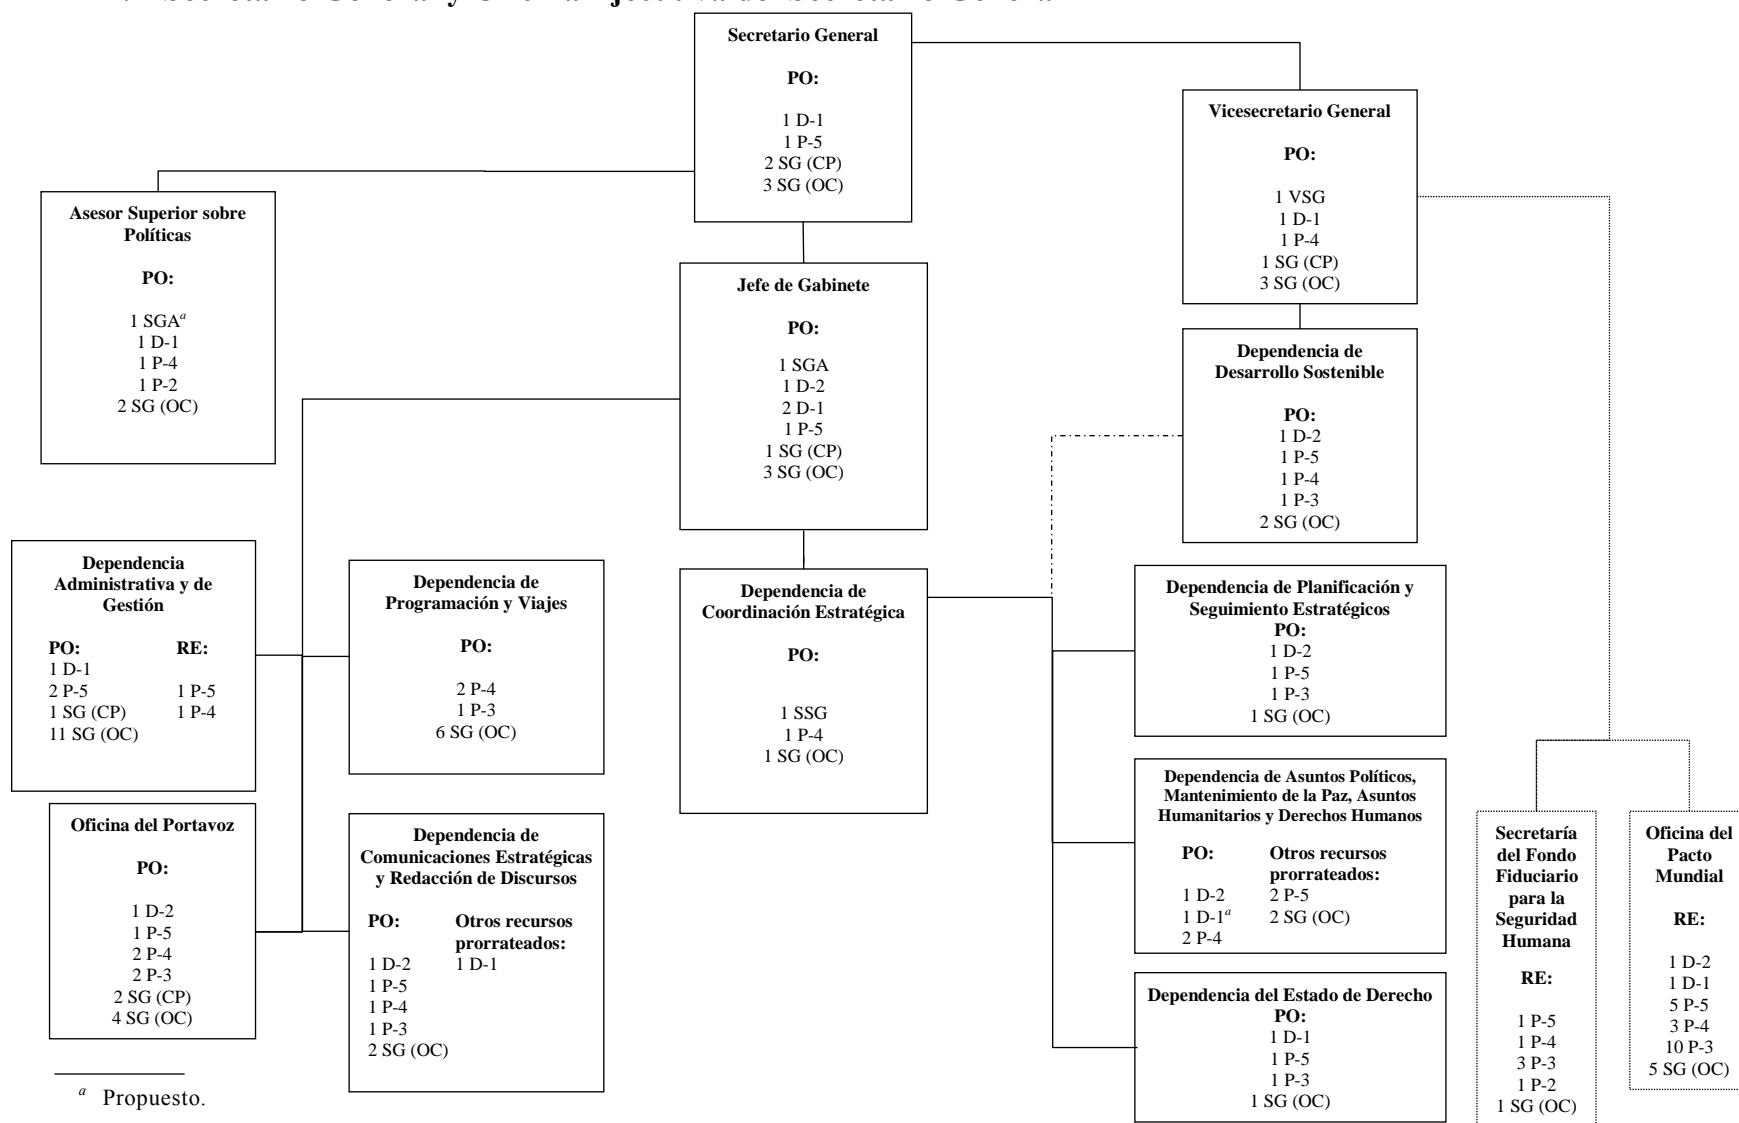 Secretario General
PO:
1 D-1
1 P-5
2 SG (CP)
3 SG (OC)
Vicesecretario General
PO:
1 VSG
1 D-1
1 P-4
1 SG (CP)
3 SG (OC)
Asesor Superior sobre
Políticas
PO:
1 SGAᵃ
1 D-1
1 P-4
1 P-2
2 SG (OC)
Jefe de Gabinete
PO:
1 SGA
1 D-2
2 D-1
1 P-5
1 SG (CP)
3 SG (OC)
Dependencia de
Desarrollo Sostenible
PO:
1 D-2
1 P-5
1 P-4
1 P-3
2 SG (OC)
Dependencia
Administrativa y de
Gestión
PO: RE:
1 D-1
2 P-5 1 P-5
1 SG (CP) 1 P-4
11 SG (OC)
Dependencia de
Programación y Viajes
PO:
2 P-4
1 P-3
6 SG (OC)
Dependencia de
Coordinación Estratégica
PO:
1 SSG
1 P-4
1 SG (OC)
Dependencia de Planificación y
Seguimiento Estratégicos
PO:
1 D-2
1 P-5
1 P-3
1 SG (OC)
Oficina del Portavoz
PO:
1 D-2
1 P-5
2 P-4
2 P-3
2 SG (CP)
4 SG (OC)
Dependencia de
Comunicaciones Estratégicas
y Redacción de Discursos
PO: Otros recursos
prorrateados:
1 D-2 1 D-1
1 P-5
1 P-4
1 P-3
2 SG (OC)
Dependencia de Asuntos Políticos,
Mantenimiento de la Paz, Asuntos
Humanitarios y Derechos Humanos
PO: Otros recursos
prorrateados:
1 D-2 2 P-5
1 D-1ᵃ 2 SG (OC)
2 P-4
Dependencia del Estado de Derecho
PO:
1 D-1
1 P-5
1 P-3
1 SG (OC)
Secretaría
del Fondo
Fiduciario
para la
Seguridad
Humana
RE:
1 P-5
1 P-4
3 P-3
1 P-2
1 SG (OC)
Oficina del
Pacto
Mundial
RE:
1 D-2
1 D-1
5 P-5
3 P-4
10 P-3
5 SG (OC)
ᵃ Propuesto.